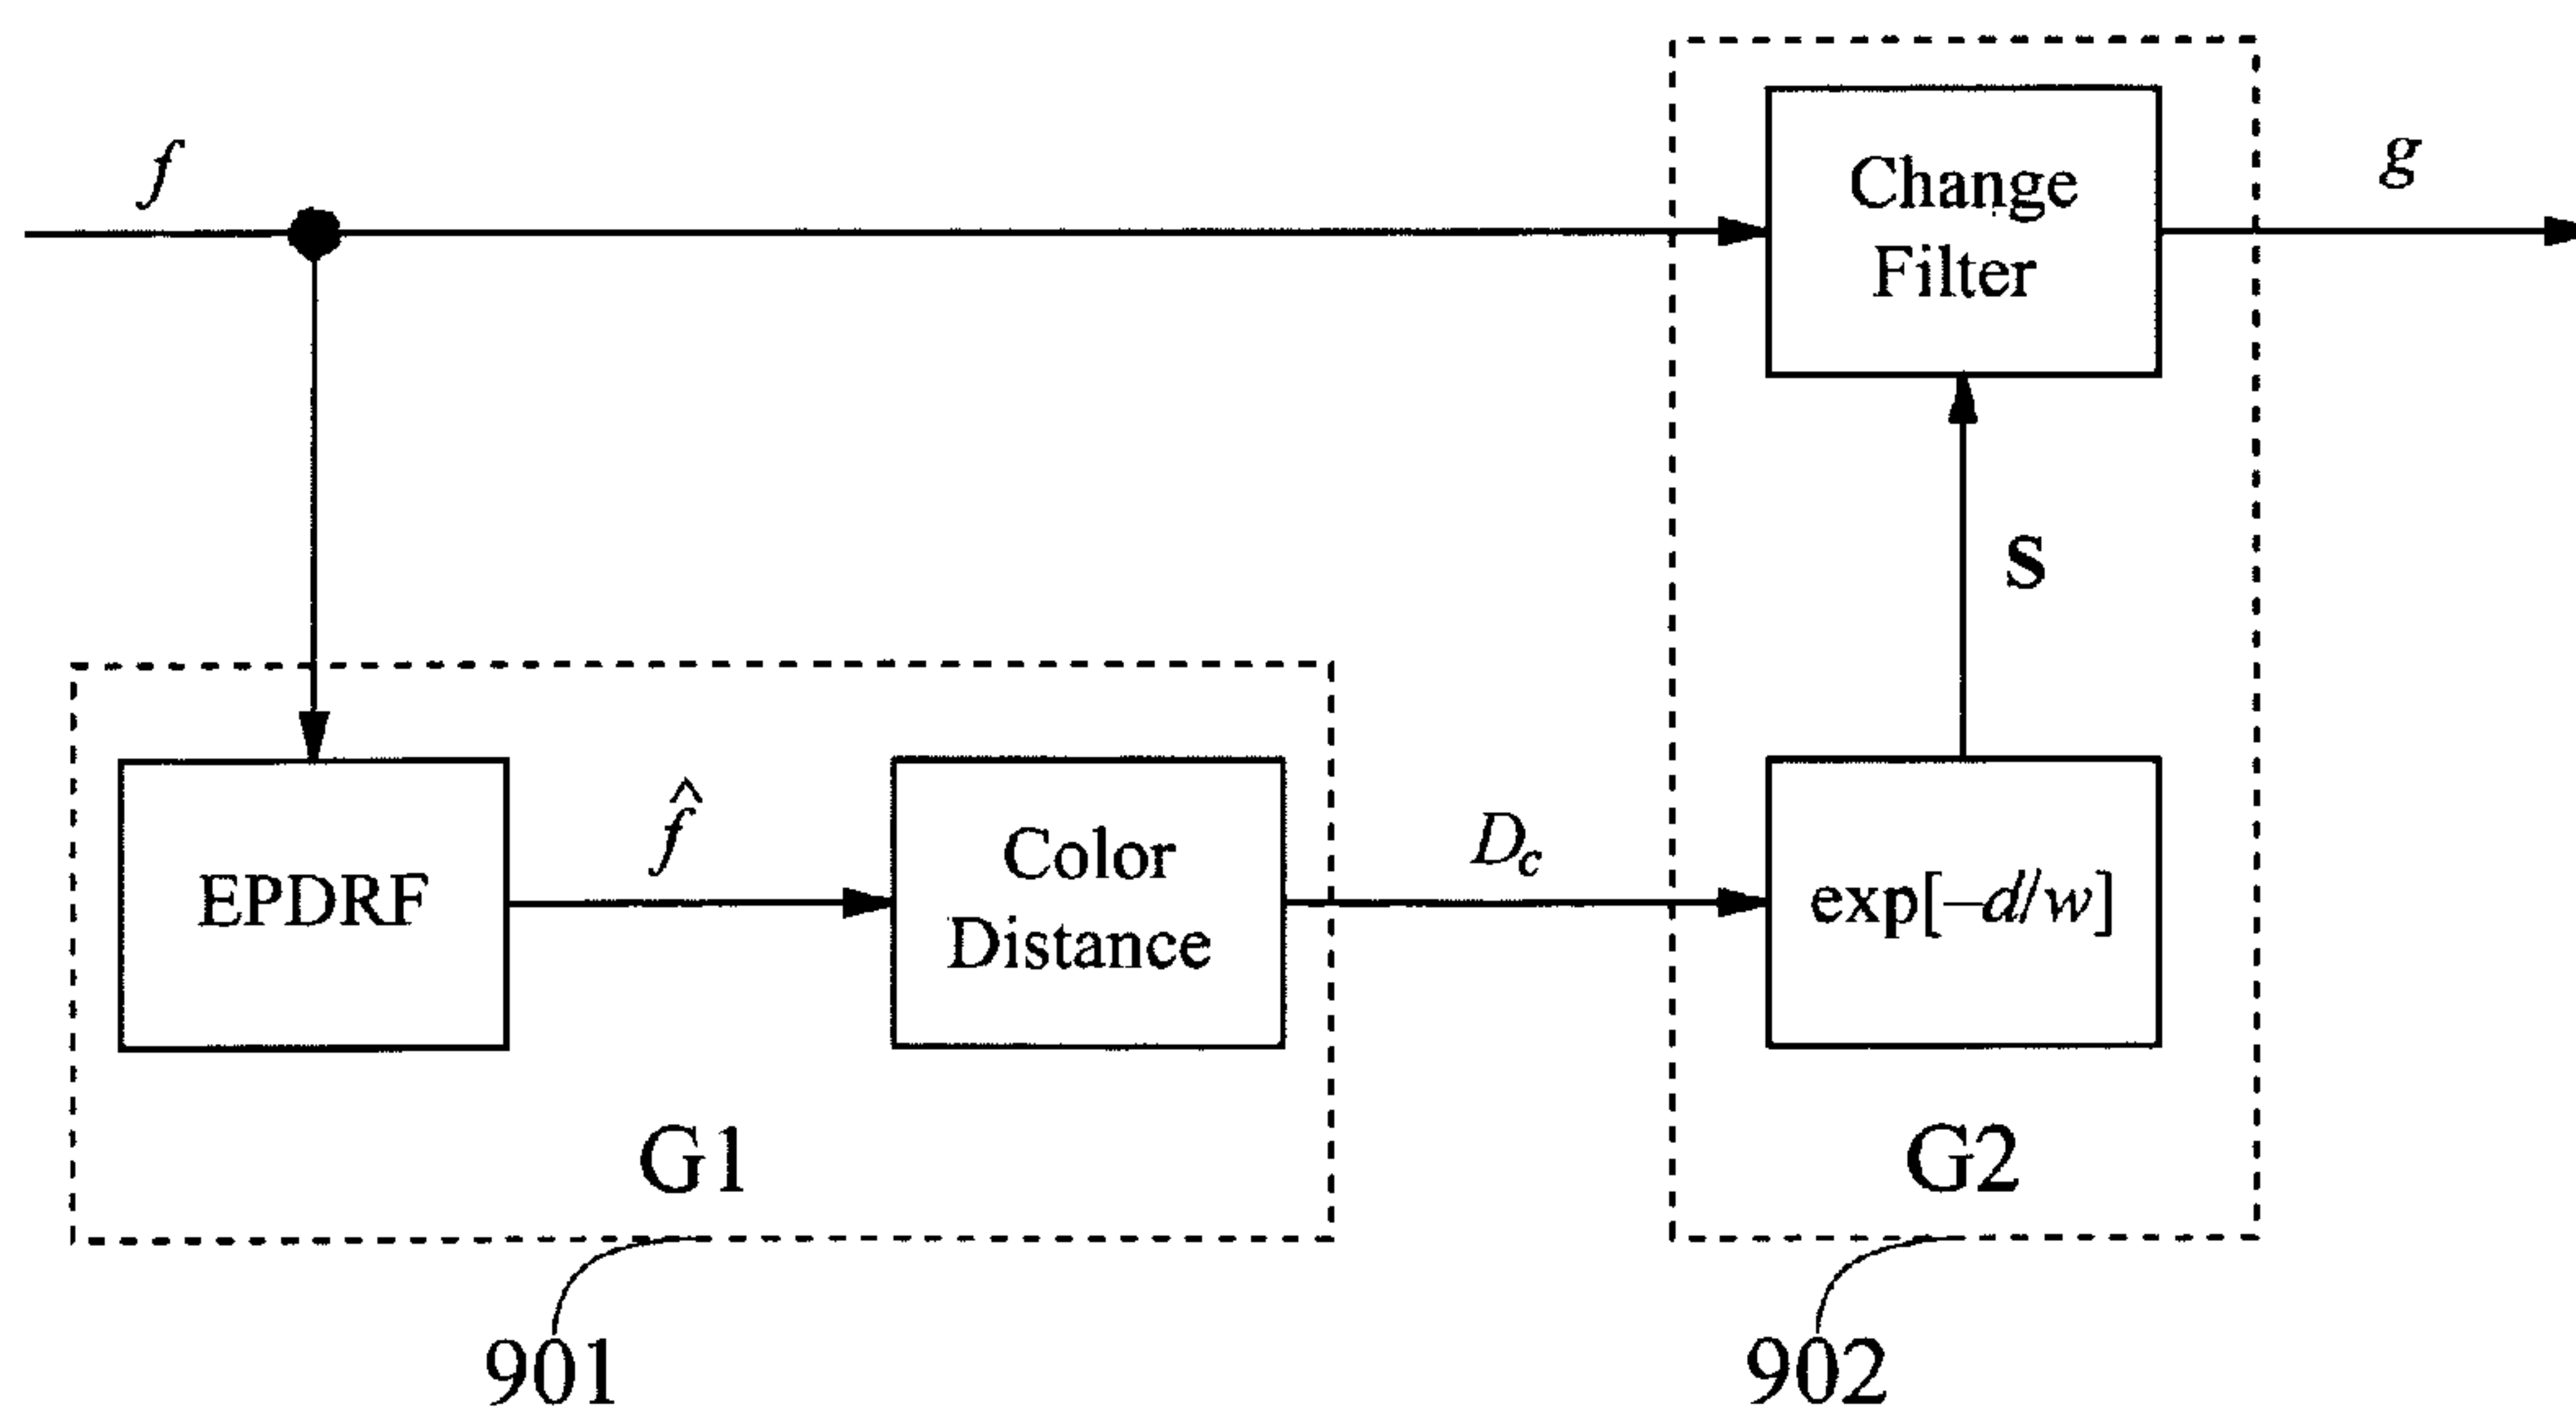 f
Change
Filter
g
S
EPDRF
f̂
Color
Distance
D_c
exp[–d/w]
G1
G2
901
902